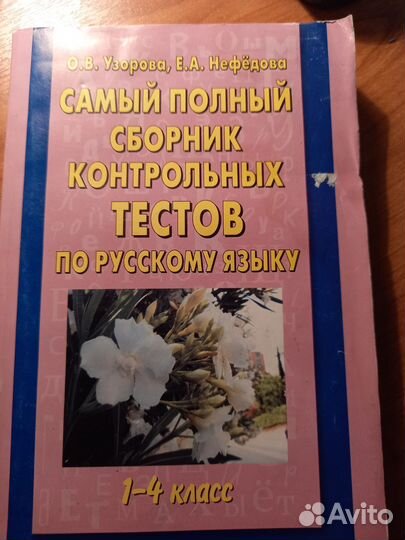 О.В. Узорова, Е.А. Нефёдова
САМЫЙ ПОЛНЫЙ
СБОРНИК
КОНТРОЛЬНЫХ
ТЕСТОВ
ПО РУССКОМУ ЯЗЫКУ
1–4 класс
Avito